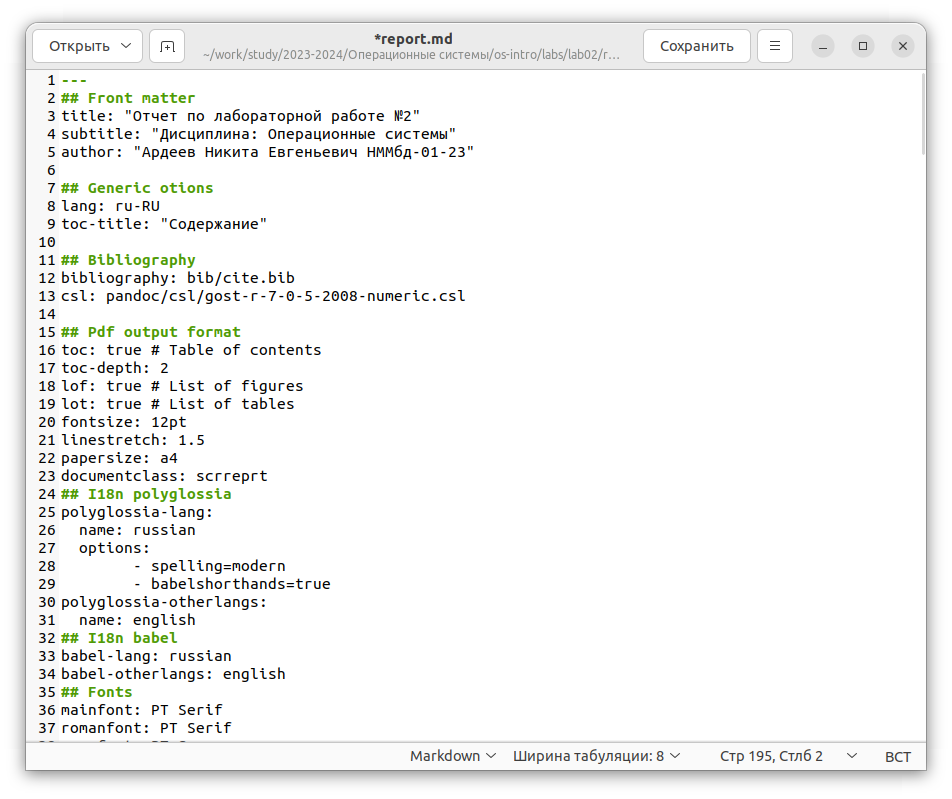 Открыть
*report.md
~/work/study/2023-2024/Операционные системы/os-intro/labs/lab02/r…
Сохранить
1 ---
2 ## Front matter
3 title: "Отчет по лабораторной работе №2"
4 subtitle: "Дисциплина: Операционные системы"
5 author: "Ардеев Никита Евгеньевич НММбд-01-23"
6
7 ## Generic otions
8 lang: ru-RU
9 toc-title: "Содержание"
10
11 ## Bibliography
12 bibliography: bib/cite.bib
13 csl: pandoc/csl/gost-r-7-0-5-2008-numeric.csl
14
15 ## Pdf output format
16 toc: true # Table of contents
17 toc-depth: 2
18 lof: true # List of figures
19 lot: true # List of tables
20 fontsize: 12pt
21 linestretch: 1.5
22 papersize: a4
23 documentclass: scrreprt
24 ## I18n polyglossia
25 polyglossia-lang:
26   name: russian
27   options:
28         - spelling=modern
29         - babelshorthands=true
30 polyglossia-otherlangs:
31   name: english
32 ## I18n babel
33 babel-lang: russian
34 babel-otherlangs: english
35 ## Fonts
36 mainfont: PT Serif
37 romanfont: PT Serif
Markdown Ширина табуляции: 8 Стр 195, Стлб 2 ВСТ